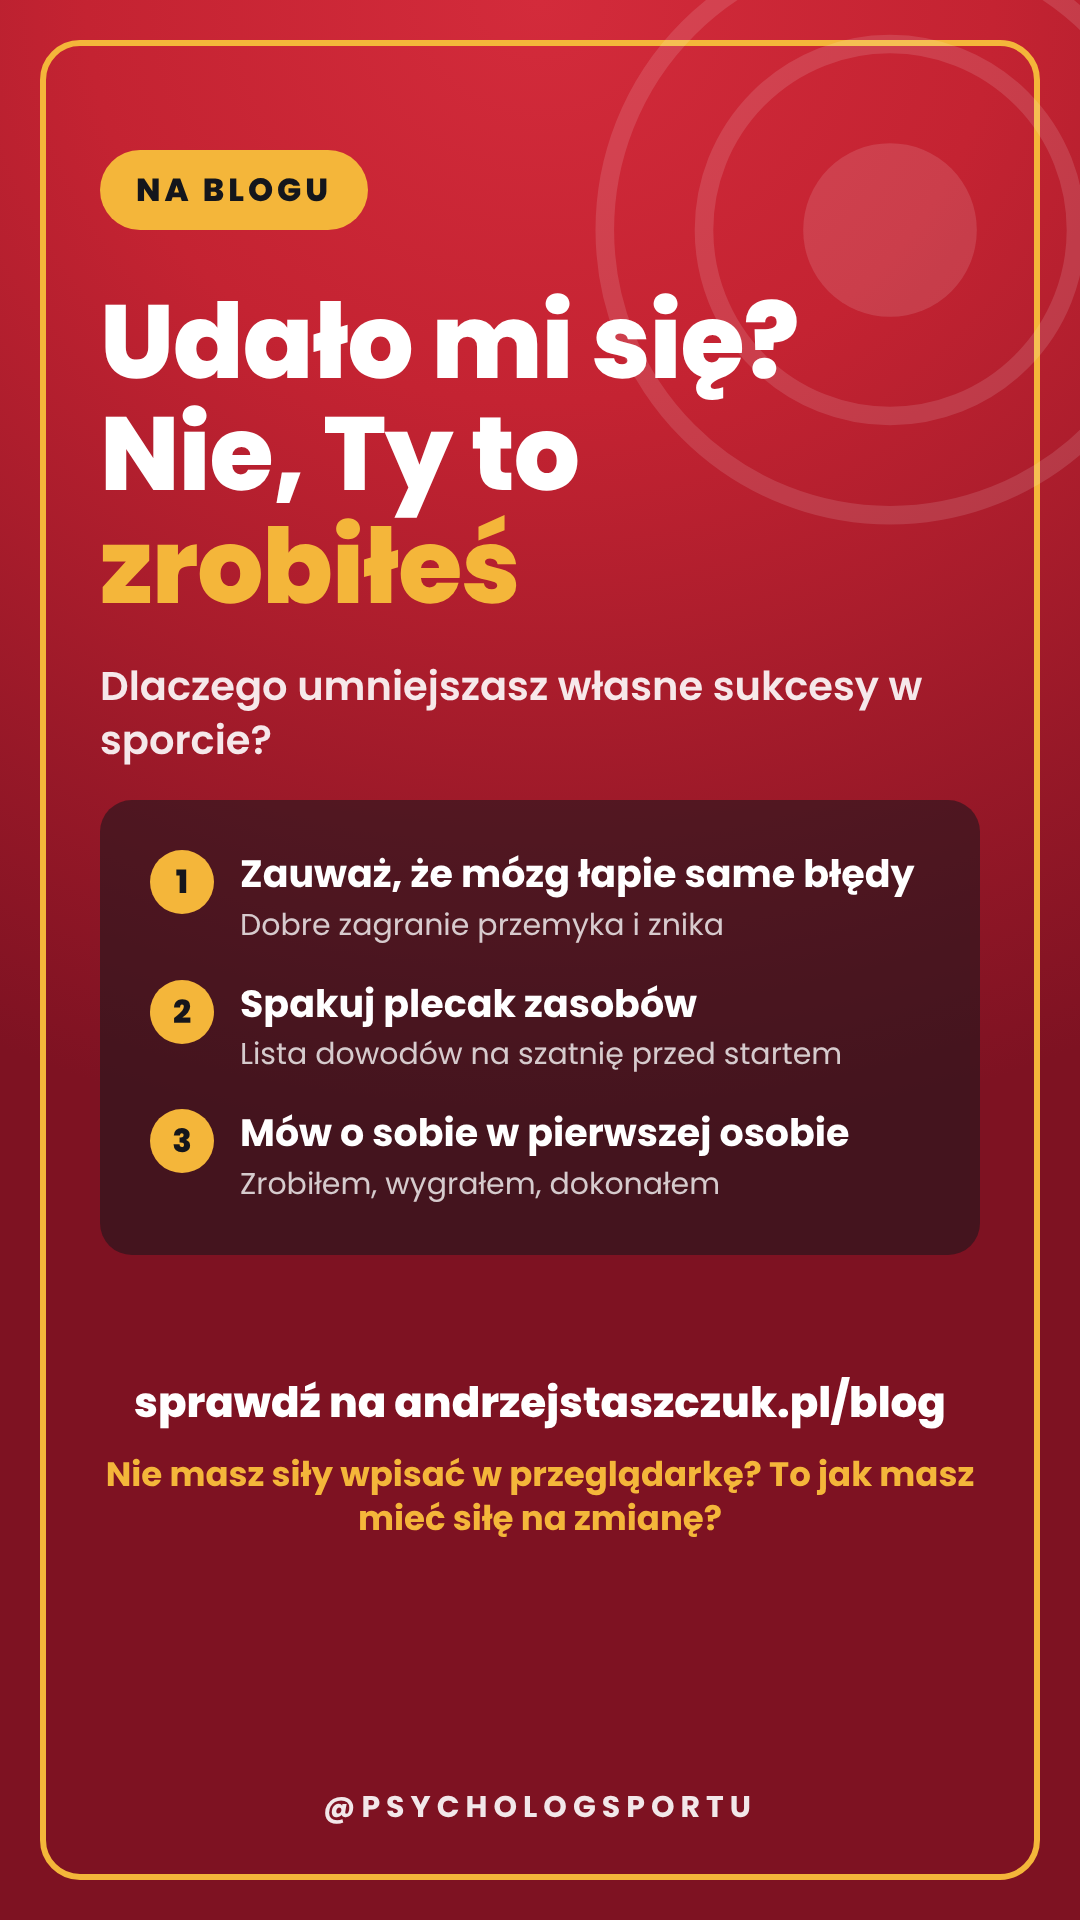 NA BLOGU
Udało mi się?
Nie, Ty to
zrobiłeś
Dlaczego umniejszasz własne sukcesy w
sporcie?
1 Zauważ, że mózg łapie same błędy
Dobre zagranie przemyka i znika
2 Spakuj plecak zasobów
Lista dowodów na szatnię przed startem
3 Mów o sobie w pierwszej osobie
Zrobiłem, wygrałem, dokonałem
sprawdź na andrzejstaszczuk.pl/blog
Nie masz siły wpisać w przeglądarkę? To jak masz
mieć siłę na zmianę?
@PSYCHOLOGSPORTU